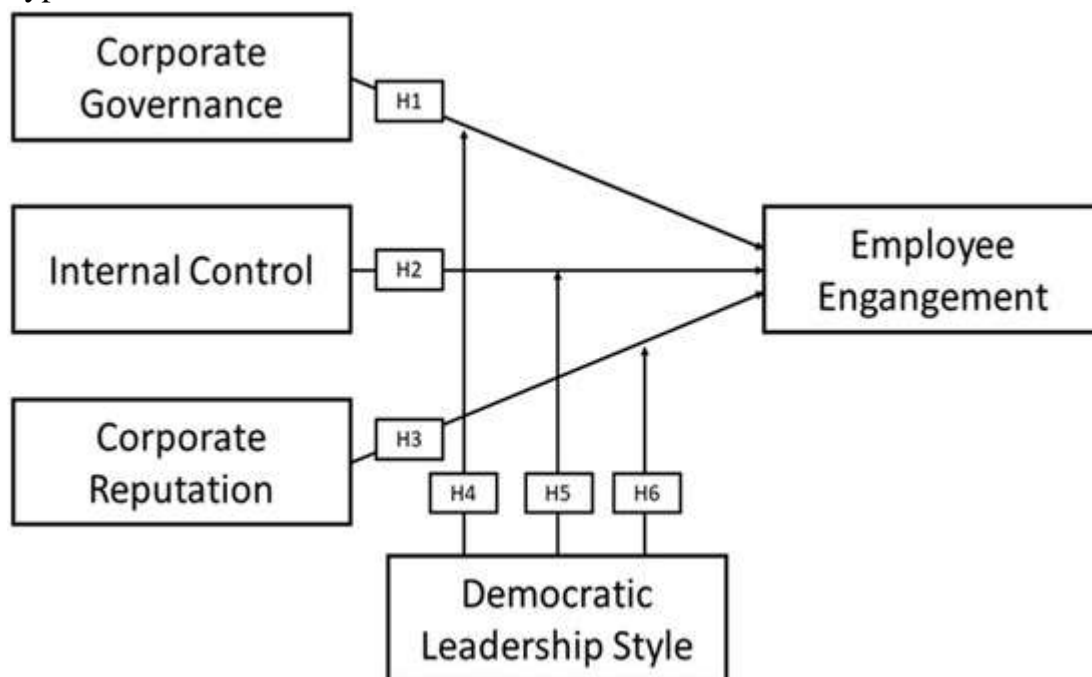 Corporate
Governance
H1
Internal Control
H2
Employee
Engangement
Corporate
Reputation
H3
H4
H5
H6
Democratic
Leadership Style